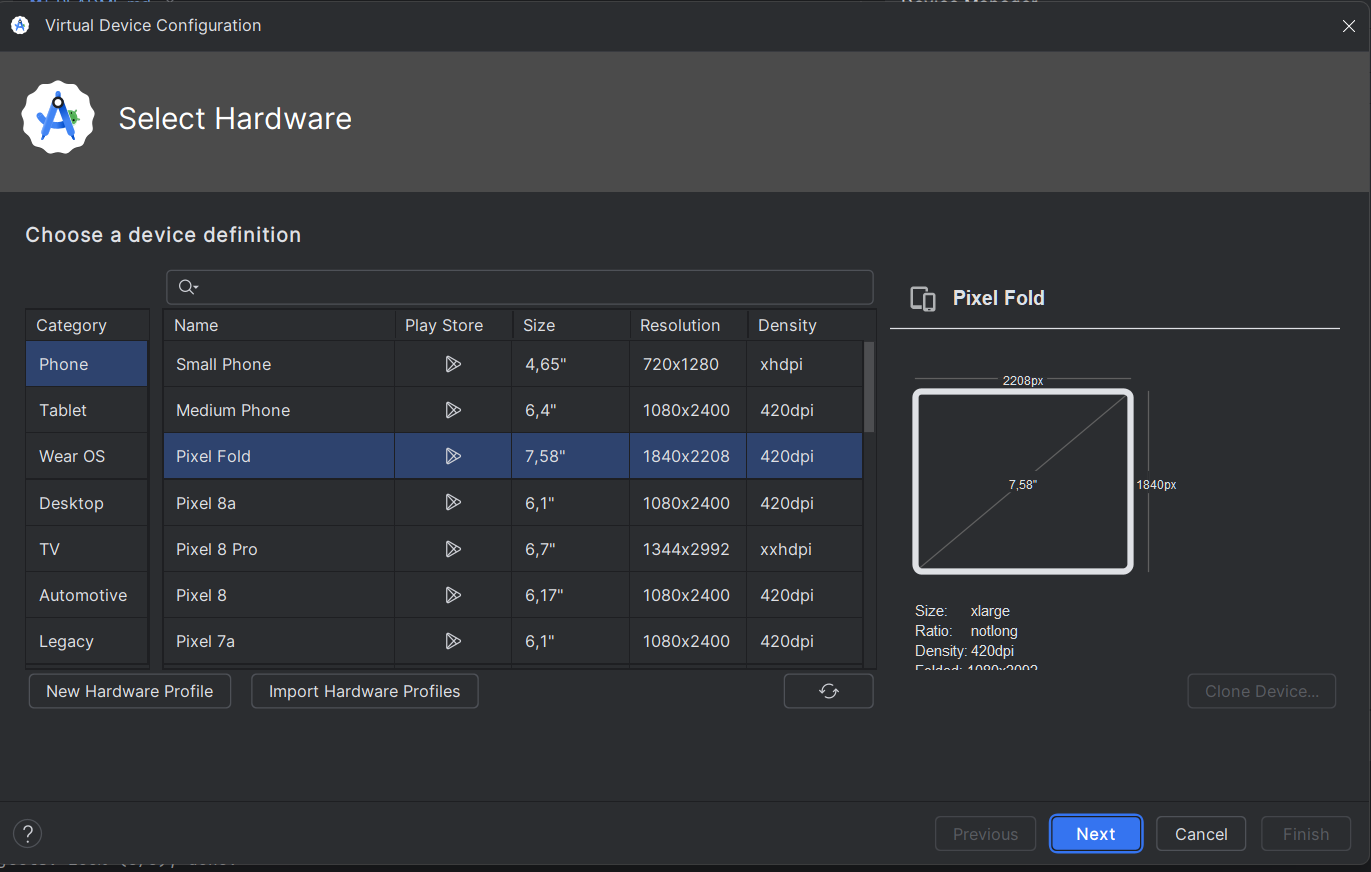 Virtual Device Configuration
Select Hardware
Choose a device definition
Category
Phone
Tablet
Wear OS
Desktop
TV
Automotive
Legacy
Name Play Store Size Resolution Density
Small Phone 4,65" 720x1280 xhdpi
Medium Phone 6,4" 1080x2400 420dpi
Pixel Fold 7,58" 1840x2208 420dpi
Pixel 8a 6,1" 1080x2400 420dpi
Pixel 8 Pro 6,7" 1344x2992 xxhdpi
Pixel 8 6,17" 1080x2400 420dpi
Pixel 7a 6,1" 1080x2400 420dpi
New Hardware Profile Import Hardware Profiles
Pixel Fold
2208px
7,58"
1840px
Size: xlarge
Ratio: notlong
Density: 420dpi
Folded: 1080x2092
Clone Device...
? Previous Next Cancel Finish